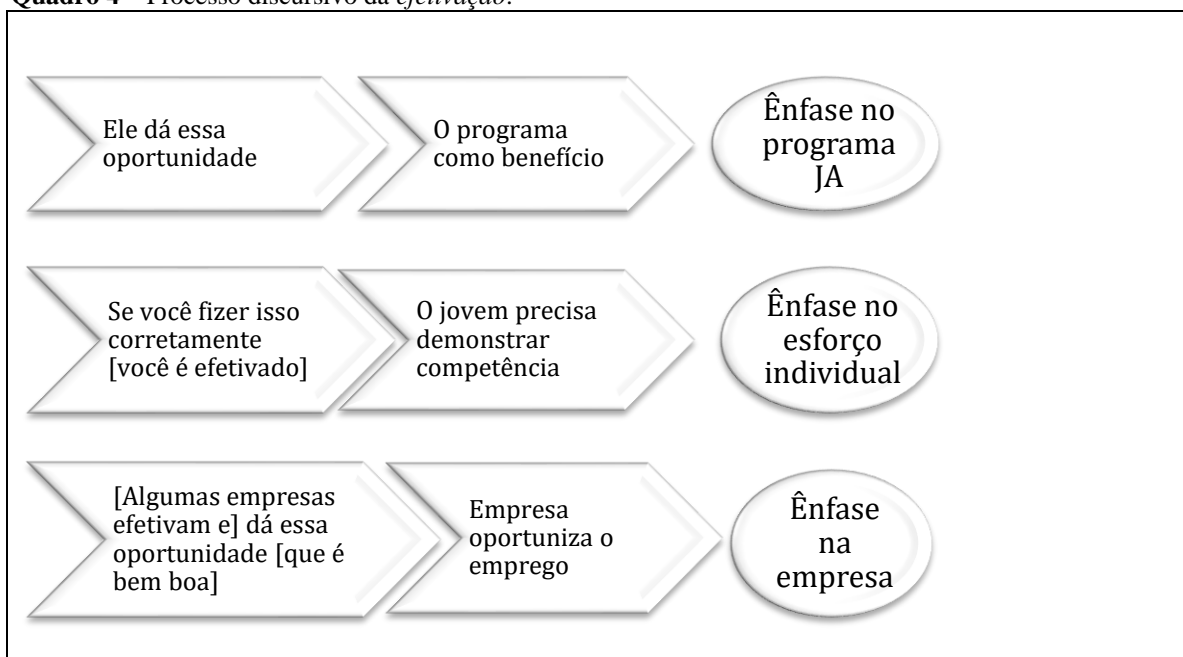 Quadro 4 – Processo discursivo da efetivação.
Ele dá essa
oportunidade
O programa
como benefício
Ênfase no
programa
JA
Se você fizer isso
corretamente
[você é efetivado]
O jovem precisa
demonstrar
competência
Ênfase no
esforço
individual
[Algumas empresas
efetivam e] dá essa
oportunidade [que é
bem boa]
Empresa
oportuniza o
emprego
Ênfase
na
empresa